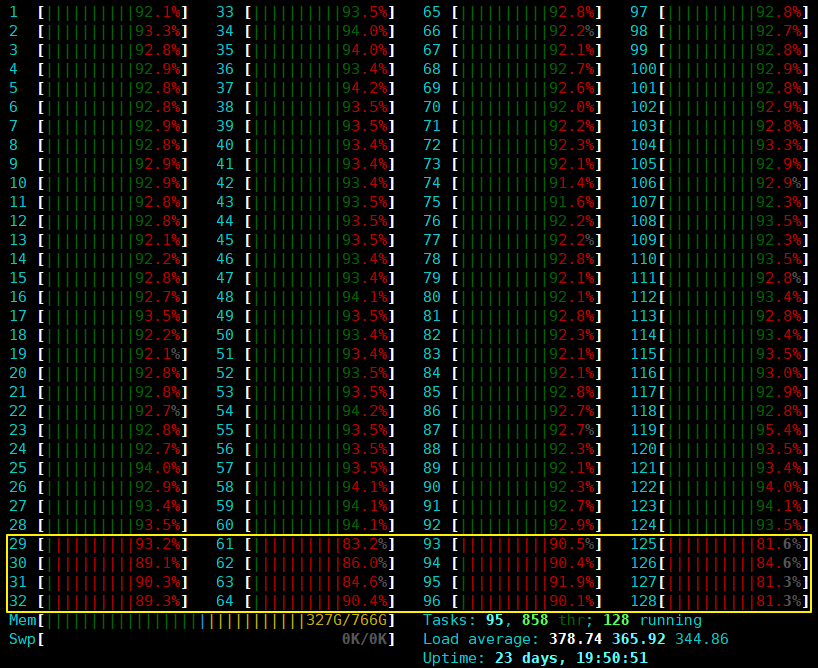 1 [||||||||||92.1%] 33 [||||||||||93.5%] 65 [||||||||||92.8%] 97 [||||||||||92.8%]
2 [||||||||||93.3%] 34 [||||||||||94.0%] 66 [||||||||||92.2%] 98 [||||||||||92.7%]
3 [||||||||||92.8%] 35 [||||||||||94.0%] 67 [||||||||||92.1%] 99 [||||||||||92.8%]
4 [||||||||||92.9%] 36 [||||||||||93.4%] 68 [||||||||||92.7%] 100[||||||||||92.9%]
5 [||||||||||92.8%] 37 [||||||||||94.2%] 69 [||||||||||92.6%] 101[||||||||||92.8%]
6 [||||||||||92.8%] 38 [||||||||||93.5%] 70 [||||||||||92.0%] 102[||||||||||92.9%]
7 [||||||||||92.9%] 39 [||||||||||93.5%] 71 [||||||||||92.2%] 103[||||||||||92.8%]
8 [||||||||||92.8%] 40 [||||||||||93.4%] 72 [||||||||||92.3%] 104[||||||||||93.3%]
9 [||||||||||92.9%] 41 [||||||||||93.4%] 73 [||||||||||92.1%] 105[||||||||||92.9%]
10 [||||||||||92.9%] 42 [||||||||||93.4%] 74 [||||||||||91.4%] 106[||||||||||92.9%]
11 [||||||||||92.8%] 43 [||||||||||93.5%] 75 [||||||||||91.6%] 107[||||||||||92.3%]
12 [||||||||||92.8%] 44 [||||||||||93.5%] 76 [||||||||||92.2%] 108[||||||||||93.5%]
13 [||||||||||92.1%] 45 [||||||||||93.5%] 77 [||||||||||92.2%] 109[||||||||||92.3%]
14 [||||||||||92.2%] 46 [||||||||||93.4%] 78 [||||||||||92.8%] 110[||||||||||93.5%]
15 [||||||||||92.8%] 47 [||||||||||93.4%] 79 [||||||||||92.1%] 111[||||||||||92.8%]
16 [||||||||||92.7%] 48 [||||||||||94.1%] 80 [||||||||||92.1%] 112[||||||||||93.4%]
17 [||||||||||93.5%] 49 [||||||||||93.5%] 81 [||||||||||92.8%] 113[||||||||||92.8%]
18 [||||||||||92.2%] 50 [||||||||||93.4%] 82 [||||||||||92.3%] 114[||||||||||93.4%]
19 [||||||||||92.1%] 51 [||||||||||93.4%] 83 [||||||||||92.1%] 115[||||||||||93.5%]
20 [||||||||||92.8%] 52 [||||||||||93.5%] 84 [||||||||||92.1%] 116[||||||||||93.0%]
21 [||||||||||92.8%] 53 [||||||||||93.5%] 85 [||||||||||92.8%] 117[||||||||||92.9%]
22 [||||||||||92.7%] 54 [||||||||||94.2%] 86 [||||||||||92.7%] 118[||||||||||92.8%]
23 [||||||||||92.8%] 55 [||||||||||93.5%] 87 [||||||||||92.7%] 119[||||||||||95.4%]
24 [||||||||||92.7%] 56 [||||||||||93.5%] 88 [||||||||||92.3%] 120[||||||||||93.5%]
25 [||||||||||94.0%] 57 [||||||||||93.5%] 89 [||||||||||92.1%] 121[||||||||||93.4%]
26 [||||||||||92.9%] 58 [||||||||||94.1%] 90 [||||||||||92.3%] 122[||||||||||94.0%]
27 [||||||||||93.4%] 59 [||||||||||94.1%] 91 [||||||||||92.7%] 123[||||||||||94.1%]
28 [||||||||||93.5%] 60 [||||||||||94.1%] 92 [||||||||||92.9%] 124[||||||||||93.5%]
29 [||||||||||93.2%] 61 [||||||||||83.2%] 93 [||||||||||90.5%] 125[||||||||||81.6%]
30 [||||||||||89.1%] 62 [||||||||||86.0%] 94 [||||||||||90.4%] 126[||||||||||84.6%]
31 [||||||||||90.3%] 63 [||||||||||84.6%] 95 [||||||||||91.9%] 127[||||||||||81.3%]
32 [||||||||||89.3%] 64 [||||||||||90.4%] 96 [||||||||||90.1%] 128[||||||||||81.3%]
Mem[||||||||||||||||||||||||||||||327G/766G] Tasks: 95, 858 thr; 128 running
Swp[ 0K/0K] Load average: 378.74 365.92 344.86
Uptime: 23 days, 19:50:51